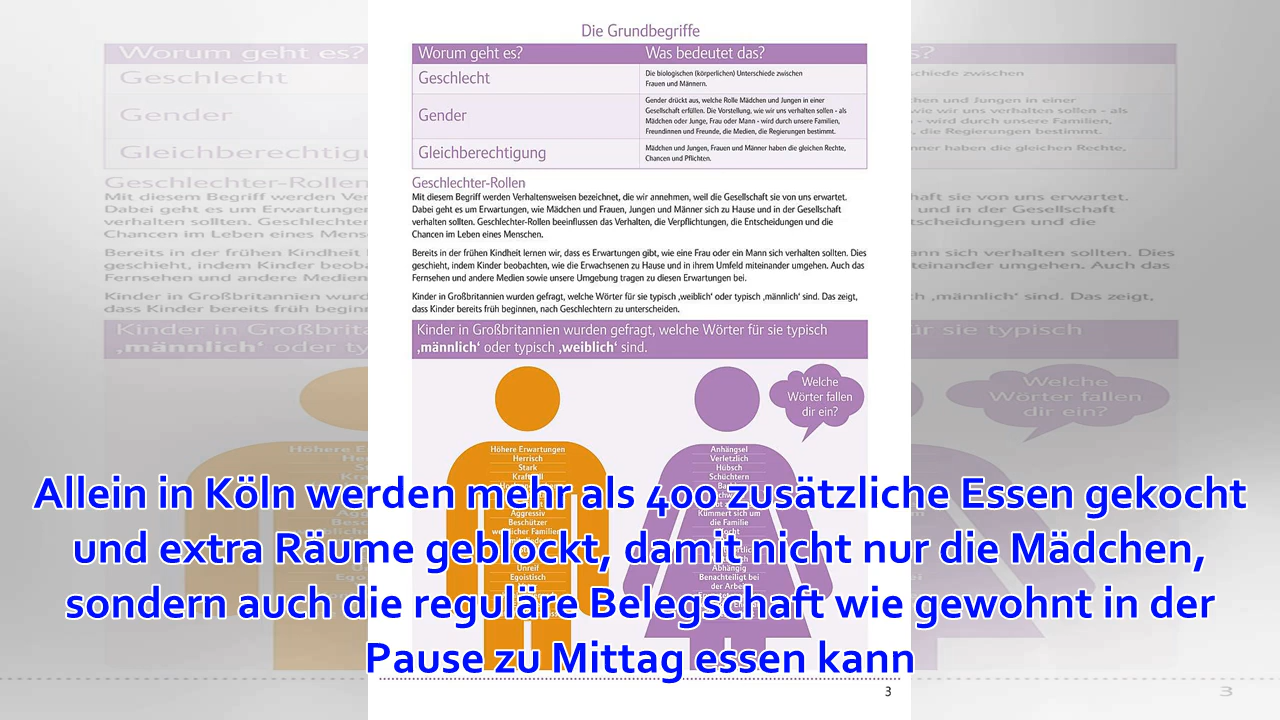 Die Grundbegriffe
Worum geht es? Was bedeutet das?
Geschlecht
Die biologischen (körperlichen) Unterschiede zwischen
Frauen und Männern.
Gender
Gender drückt aus, welche Rolle Mädchen und Jungen in einer
Gesellschaft erfüllen. Die Vorstellung, wie wir uns verhalten sollen - als
Mädchen oder Junge, Frau oder Mann - wird durch unsere Familien,
Freundinnen und Freunde, die Medien, die Regierungen bestimmt.
Gleichberechtigung
Mädchen und Jungen, Frauen und Männer haben die gleichen Rechte,
Chancen und Pflichten.
Geschlechter-Rollen
Mit diesem Begriff werden Verhaltensweisen bezeichnet, die wir annehmen, weil die Gesellschaft sie von uns erwartet.
Dabei geht es um Erwartungen, wie Mädchen und Frauen, Jungen und Männer sich zu Hause und in der Gesellschaft
verhalten sollten. Geschlechter-Rollen beeinflussen das Verhalten, die Verpflichtungen, die Entscheidungen und die
Chancen im Leben eines Menschen.
Bereits in der frühen Kindheit lernen wir, dass es Erwartungen gibt, wie eine Frau oder ein Mann sich verhalten sollten. Dies
geschieht, indem Kinder beobachten, wie die Erwachsenen zu Hause und in ihrem Umfeld miteinander umgehen. Auch das
Fernsehen und andere Medien sowie unsere Umgebung tragen zu diesen Erwartungen bei.
Kinder in Großbritannien wurden gefragt, welche Wörter für sie typisch ‚weiblich‘ oder typisch ‚männlich‘ sind. Das zeigt,
dass Kinder bereits früh beginnen, nach Geschlechtern zu unterscheiden.
Kinder in Großbritannien wurden gefragt, welche Wörter für sie typisch
‚männlich‘ oder typisch ‚weiblich‘ sind.
Welche
Wörter fallen
dir ein?
Höhere Erwartungen
Herrisch
Stark
Aggressiv
Beschützer
Unreif
Egoistisch
Anhängsel
Verletzlich
Hübsch
Schüchtern
Kümmert sich um
die Familie
Abhängig
Benachteiligt bei
der Arbeit
Allein in Köln werden mehr als 400 zusätzliche Essen gekocht
und extra Räume geblockt, damit nicht nur die Mädchen,
sondern auch die reguläre Belegschaft wie gewohnt in der
Pause zu Mittag essen kann
3